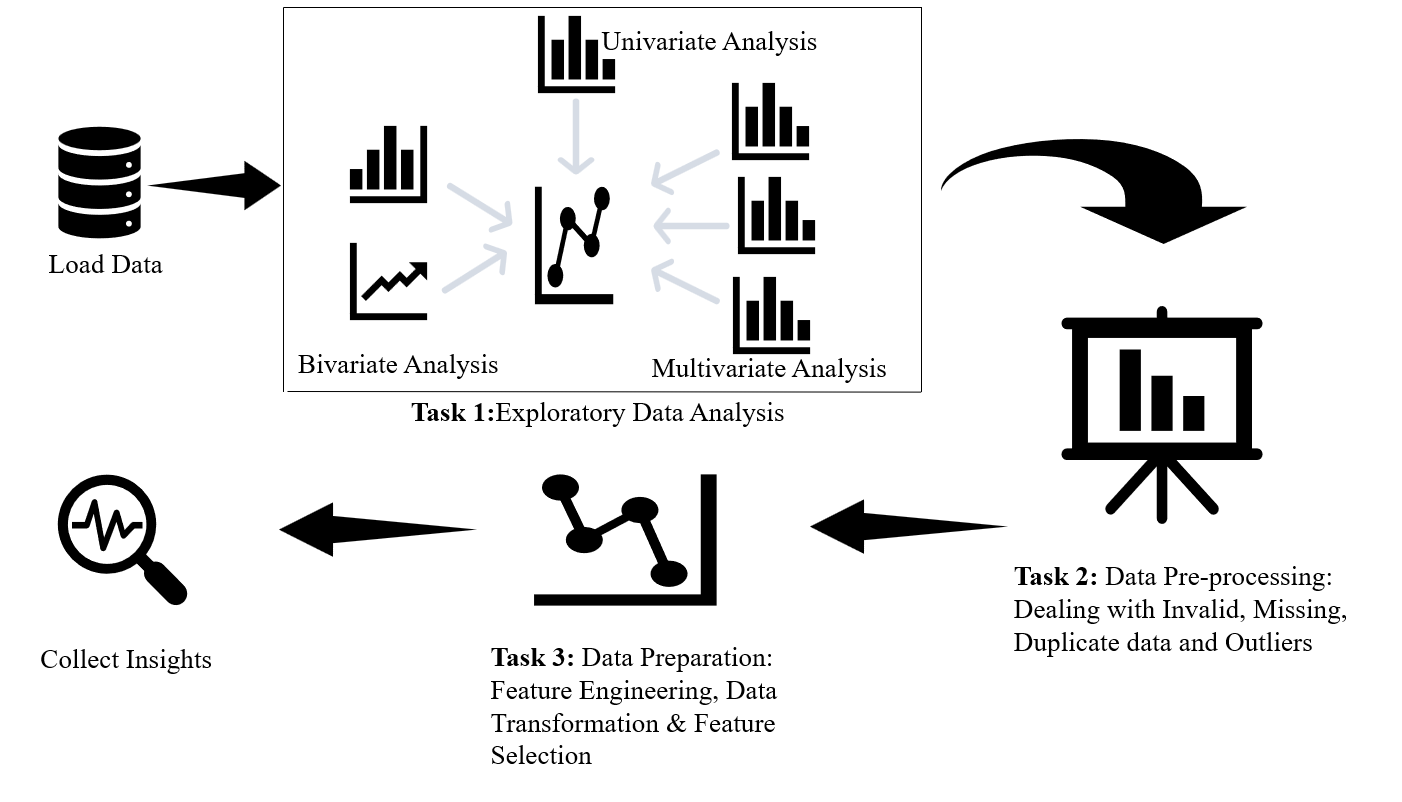 Univariate Analysis
Load Data
Bivariate Analysis
Multivariate Analysis
Task 1:Exploratory Data Analysis
Task 2: Data Pre-processing:
Dealing with Invalid, Missing,
Duplicate data and Outliers
Task 3: Data Preparation:
Feature Engineering, Data
Transformation & Feature
Selection
Collect Insights